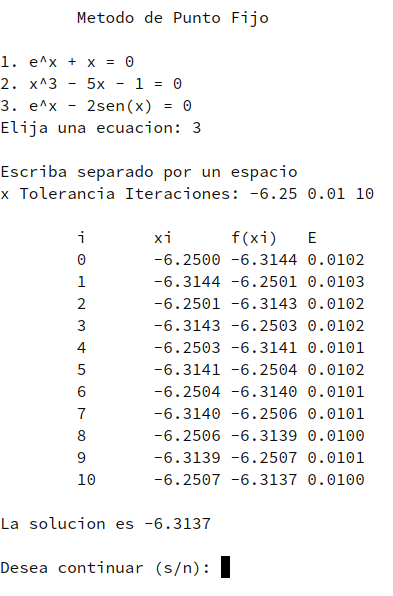 Metodo de Punto Fijo
1. e^x + x = 0
2. x^3 - 5x - 1 = 0
3. e^x - 2sen(x) = 0
Elija una ecuacion: 3
Escriba separado por un espacio
x Tolerancia Iteraciones: -6.25 0.01 10
i xi f(xi) E
0 -6.2500 -6.3144 0.0102
1 -6.3144 -6.2501 0.0103
2 -6.2501 -6.3143 0.0102
3 -6.3143 -6.2503 0.0102
4 -6.2503 -6.3141 0.0101
5 -6.3141 -6.2504 0.0102
6 -6.2504 -6.3140 0.0101
7 -6.3140 -6.2506 0.0101
8 -6.2506 -6.3139 0.0100
9 -6.3139 -6.2507 0.0101
10 -6.2507 -6.3137 0.0100
La solucion es -6.3137
Desea continuar (s/n):